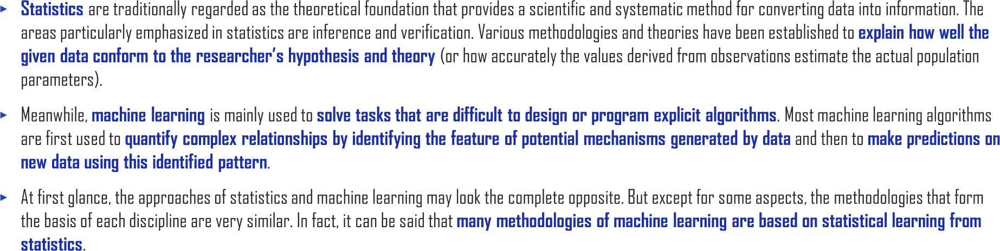 ▸ Statistics are traditionally regarded as the theoretical foundation that provides a scientific and systematic method for converting data into information. The
areas particularly emphasized in statistics are inference and verification. Various methodologies and theories have been established to explain how well the
given data conform to the researcher's hypothesis and theory (or how accurately the values derived from observations estimate the actual population
parameters).
▸ Meanwhile, machine learning is mainly used to solve tasks that are difficult to design or program explicit algorithms. Most machine learning algorithms
are first used to quantify complex relationships by identifying the feature of potential mechanisms generated by data and then to make predictions on
new data using this identified pattern.
▸ At first glance, the approaches of statistics and machine learning may look the complete opposite. But except for some aspects, the methodologies that form
the basis of each discipline are very similar. In fact, it can be said that many methodologies of machine learning are based on statistical learning from
statistics.